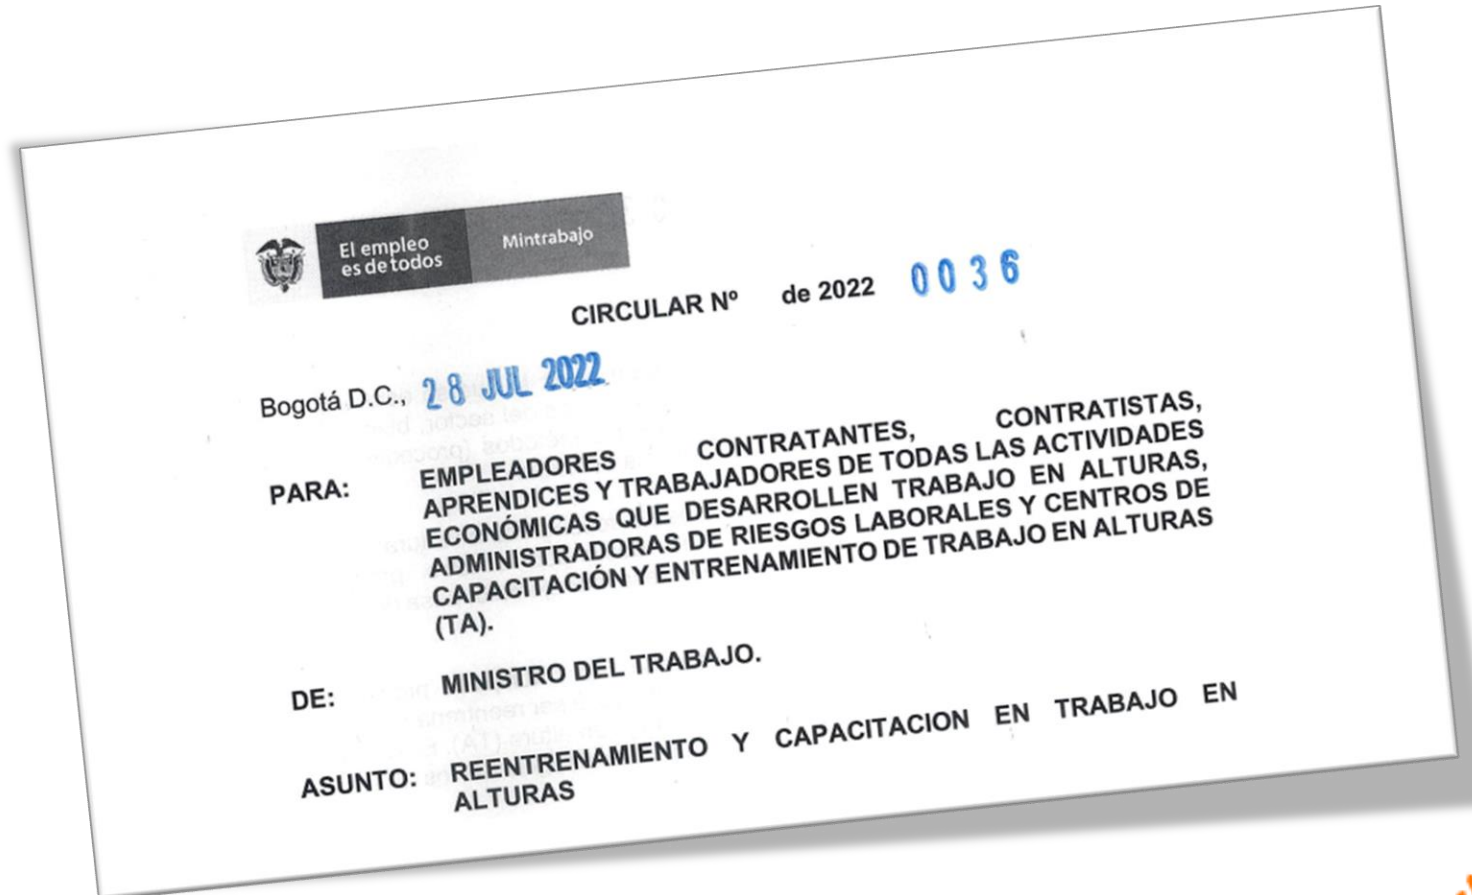 El empleo
es de todos
Mintrabajo
CIRCULAR Nº de 2022 0036
Bogotá D.C., 28 JUL 2022
PARA: EMPLEADORES CONTRATANTES, CONTRATISTAS,
APRENDICES Y TRABAJADORES DE TODAS LAS ACTIVIDADES
ECONÓMICAS QUE DESARROLLEN TRABAJO EN ALTURAS,
ADMINISTRADORAS DE RIESGOS LABORALES Y CENTROS DE
CAPACITACIÓN Y ENTRENAMIENTO DE TRABAJO EN ALTURAS
(TA).
DE: MINISTRO DEL TRABAJO.
ASUNTO: REENTRENAMIENTO Y CAPACITACION EN TRABAJO EN
ALTURAS